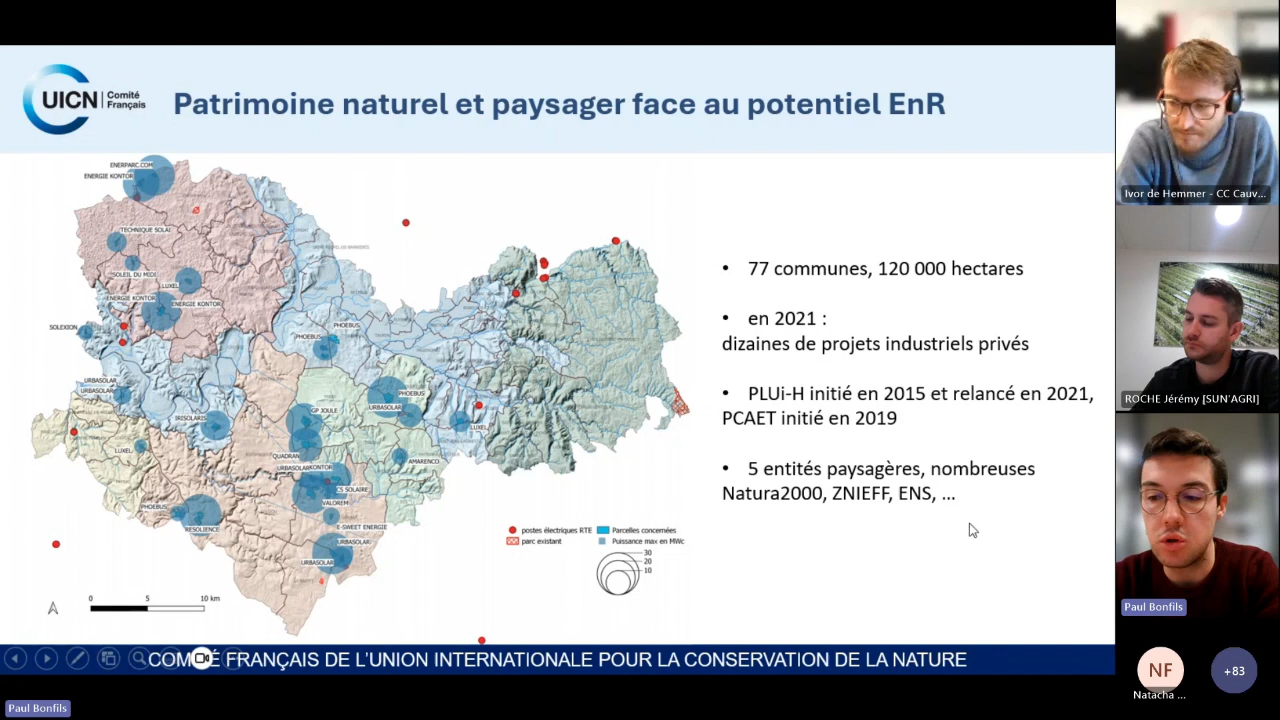 UICN
Comité
Français
Patrimoine naturel et paysager face au potentiel EnR
ENERPARC.COM
ENERGIE KONTOR
TECHNIQUE SOLAI
SOLEIL DU MIDI
LUXEL
ENERGIE KONTOR
ENERGIE KONTOR
SOLEXION
PHOEBUS
PHOEBUS
URBASOLAR
URBASOLAR
PHOEBUS
URBASOLAR
IRISOLARIS
GP JOULE
LUXEL
LUXEL
QUADRAN
AMARENCO
URBASOLAR
KONTOR
CS SOLAIRE
VALOREM
PHOEBUS
RESOLIENCE
E-SWEET ENERGIE
URBASOLAR
URBASOLAR
postes électriques RTE
Parcelles concernées
parc existant
Puissance max en MWc
30
20
10
0 5 10 km
• 77 communes, 120 000 hectares
• en 2021 :
dizaines de projets industriels privés
• PLUi-H initié en 2015 et relancé en 2021,
PCAET initié en 2019
• 5 entités paysagères, nombreuses
Natura2000, ZNIEFF, ENS, ...
FRANÇAIS DE L'UNION INTERNATIONALE POUR LA CONSERVATION DE LA NATURE
Paul Bonfils
Ivor de Hemmer - CC Cauv...
ROCHE Jérémy [SUN'AGRI]
Paul Bonfils
NF
Natacha ...
+83